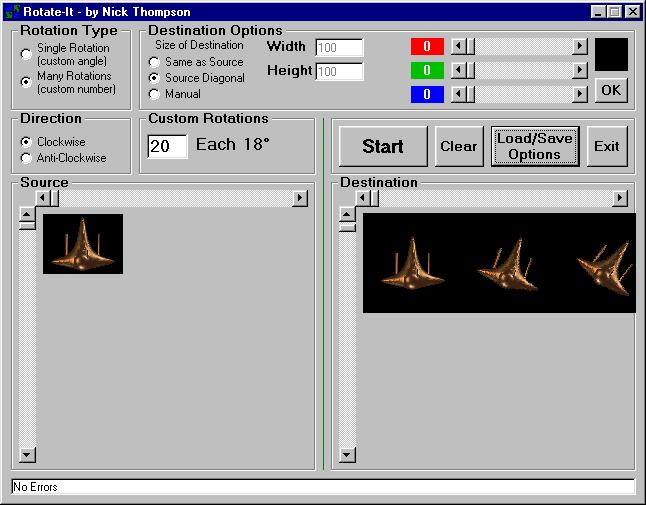 Rotate-It - by Nick Thompson
Rotation Type
Single Rotation
(custom angle)
Many Rotations
(custom number)
Destination Options
Size of Destination
Same as Source
Source Diagonal
Manual
Width 100
Height 100
0
0
0
OK
Direction
Clockwise
Anti-Clockwise
Custom Rotations
20 Each 18°
Start
Clear
Load/Save
Options
Exit
Source
Destination
No Errors